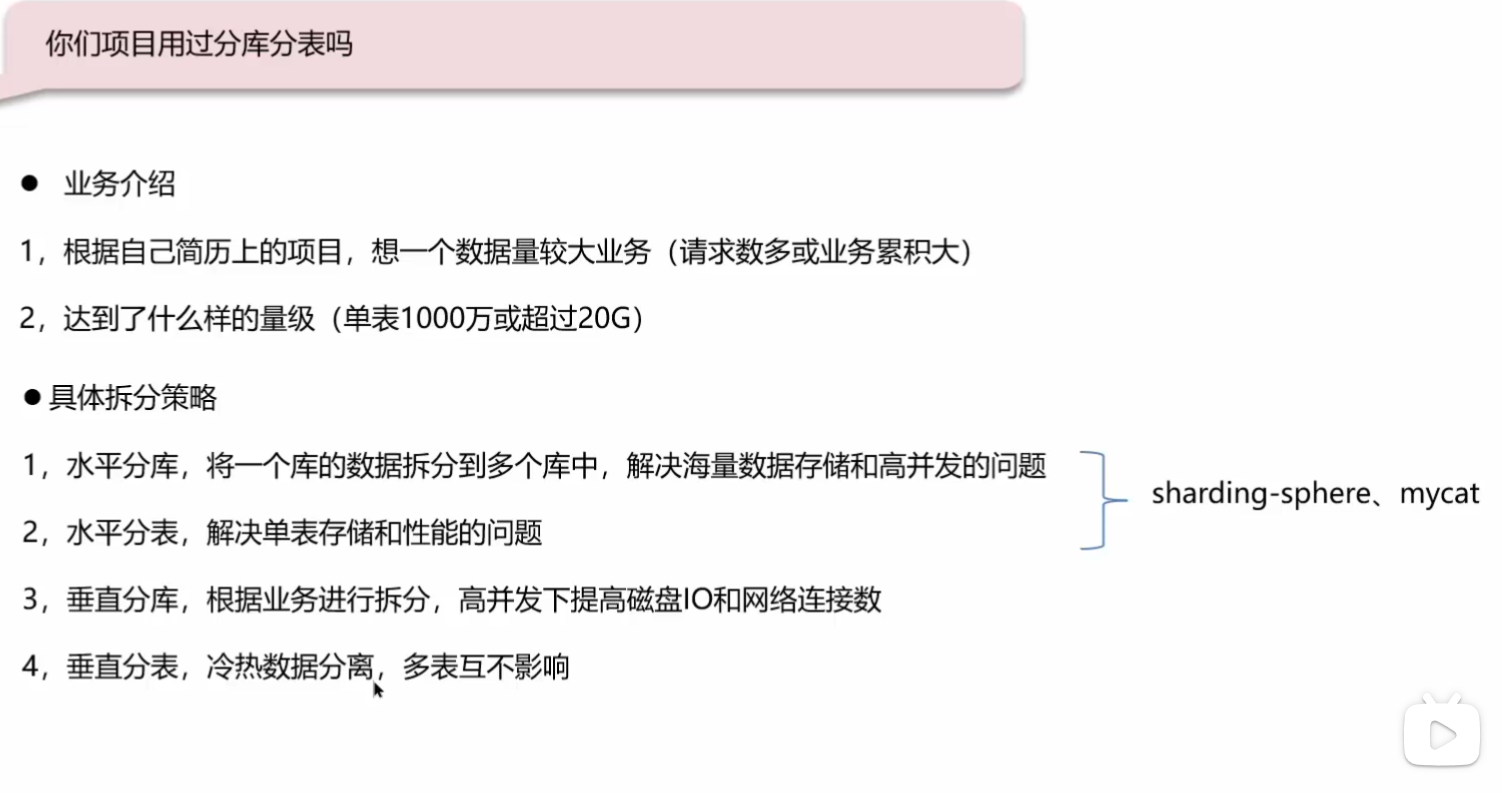 你们项目用过分库分表吗
● 业务介绍
1，根据自己简历上的项目，想一个数据量较大业务（请求数多或业务累积大）
2，达到了什么样的量级（单表1000万或超过20G）
● 具体拆分策略
1，水平分库，将一个库的数据拆分到多个库中，解决海量数据存储和高并发的问题
sharding-sphere、mycat
2，水平分表，解决单表存储和性能的问题
3，垂直分库，根据业务进行拆分，高并发下提高磁盘IO和网络连接数
4，垂直分表，冷热数据分离，多表互不影响